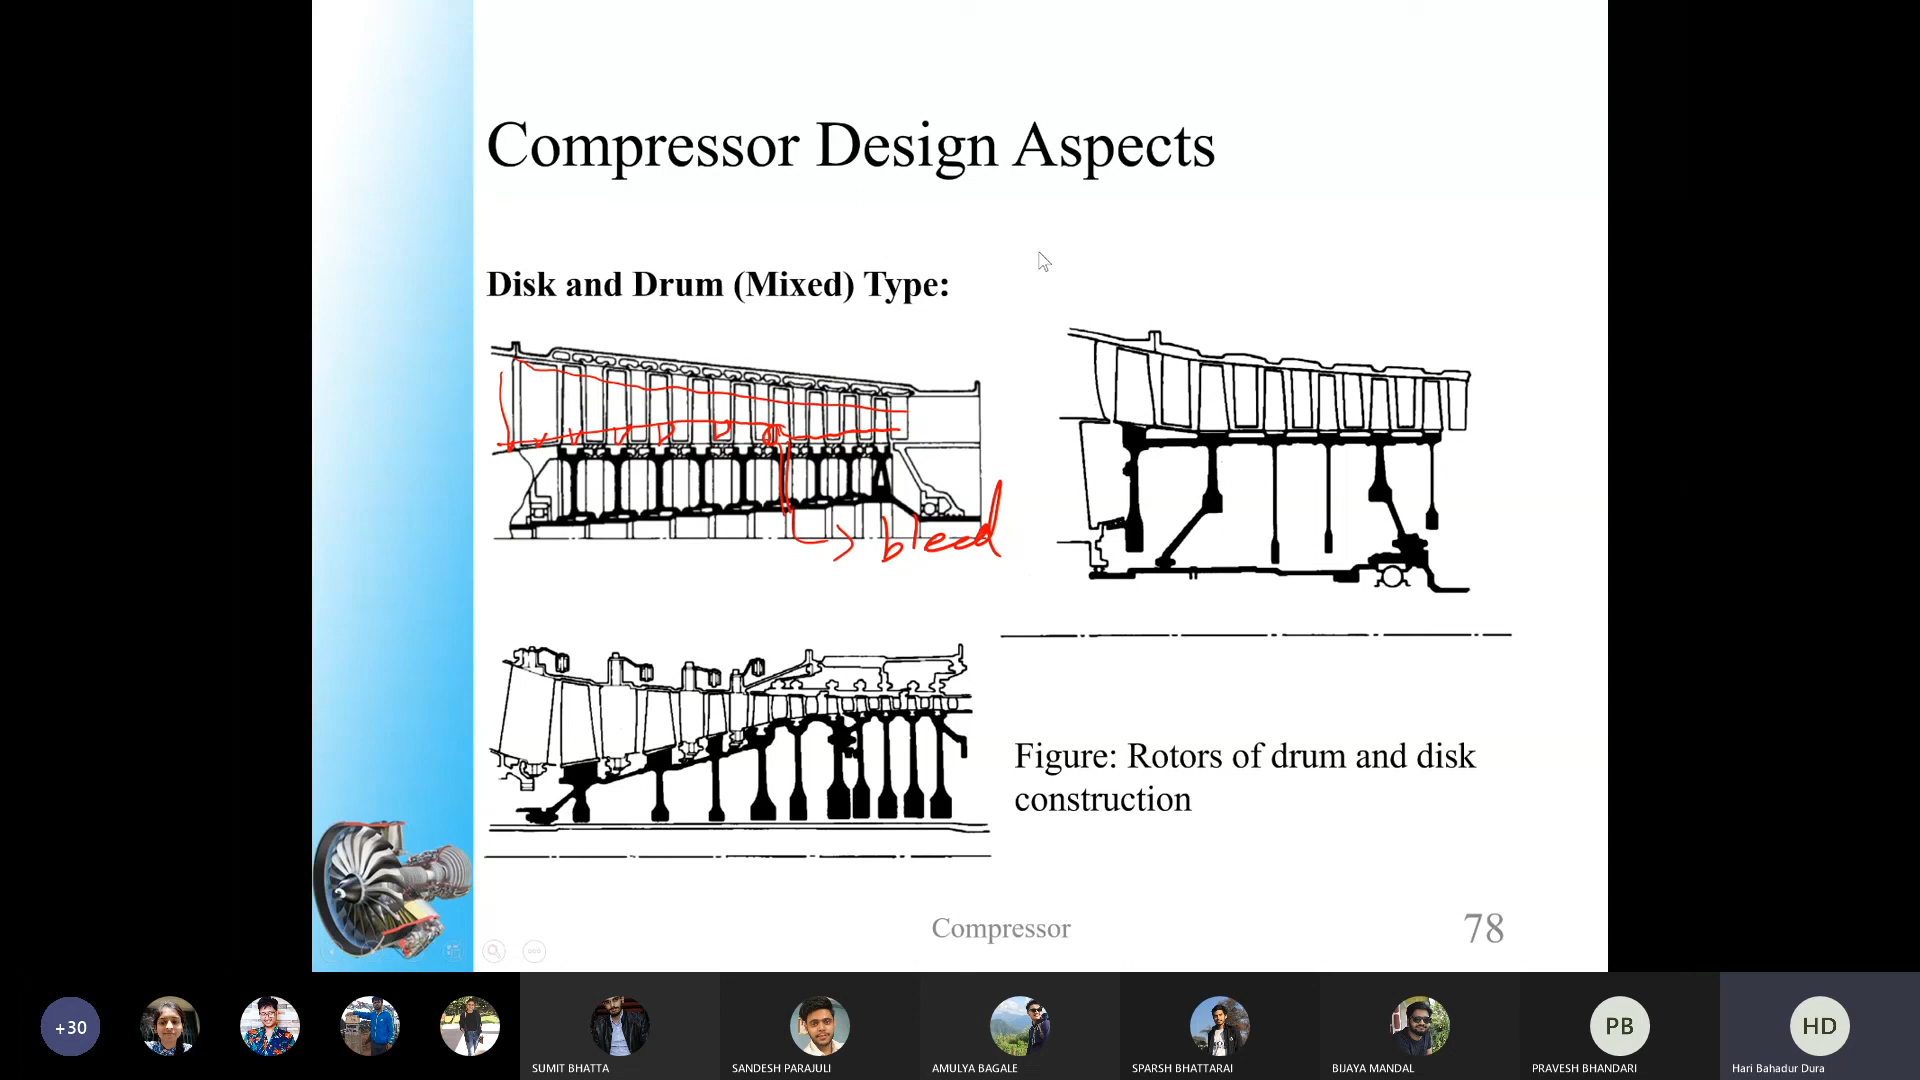 Compressor Design Aspects
Disk and Drum (Mixed) Type:
bleed
Figure: Rotors of drum and disk
construction
Compressor
78
+30
SUMIT BHATTA
SANDESH PARAJULI
AMULYA BAGALE
SPARSH BHATTARAI
BIJAYA MANDAL
PB
PRAVESH BHANDARI
HD
Hari Bahadur Dura